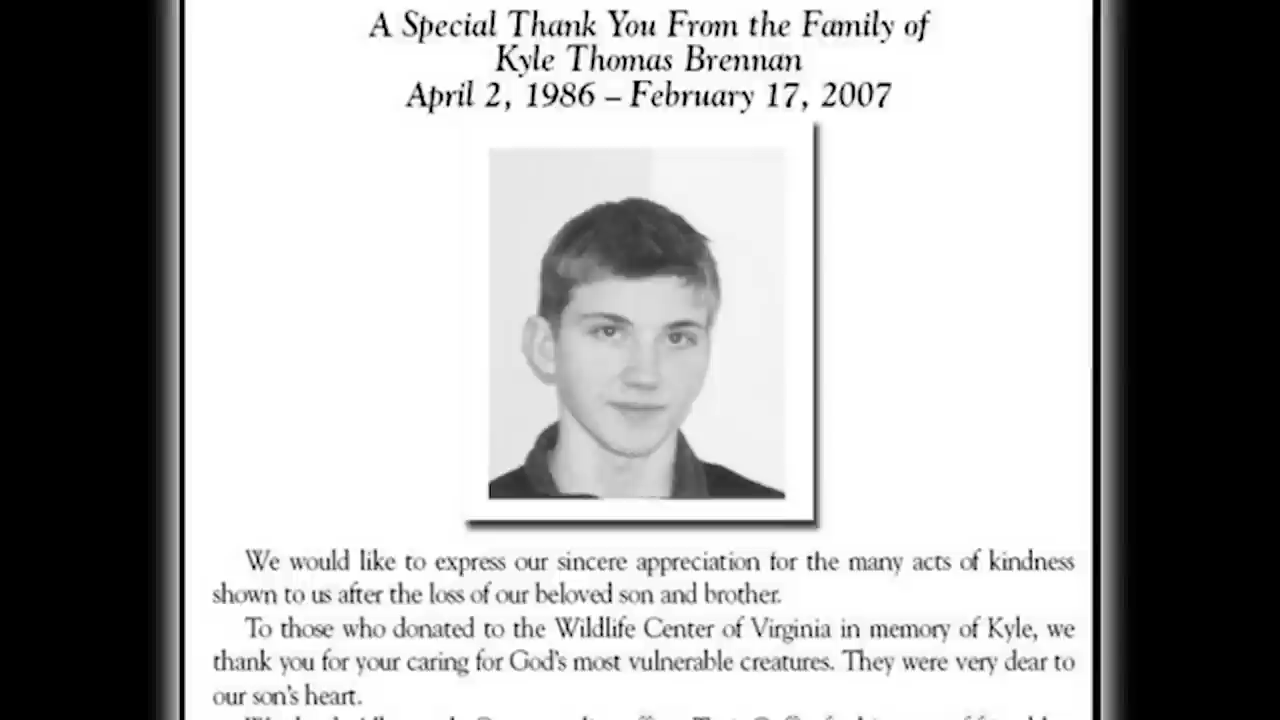 A Special Thank You From the Family of
Kyle Thomas Brennan
April 2, 1986 – February 17, 2007
We would like to express our sincere appreciation for the many acts of kindness
shown to us after the loss of our beloved son and brother.
To those who donated to the Wildlife Center of Virginia in memory of Kyle, we
thank you for your caring for God's most vulnerable creatures. They were very dear to
our son's heart.